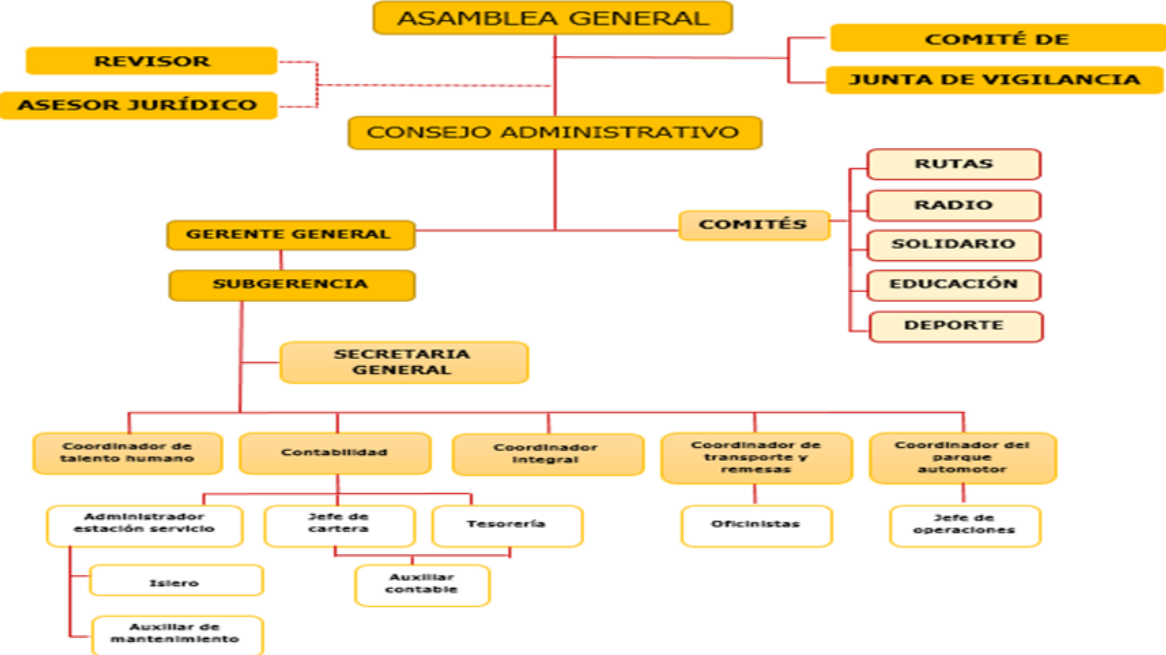 ASAMBLEA GENERAL
REVISOR
ASESOR JURÍDICO
COMITÉ DE
JUNTA DE VIGILANCIA
CONSEJO ADMINISTRATIVO
GERENTE GENERAL
SUBGERENCIA
COMITÉS
RUTAS
RADIO
SOLIDARIO
EDUCACIÓN
DEPORTE
SECRETARIA
GENERAL
Coordinador de
talento humano
Contabilidad
Coordinador
integral
Coordinador de
transporte y
remesas
Coordinador del
parque
automotor
Administrador
estación servicio
Jefe de
cartera
Tesorería
Oficinistas
Jefe de
operaciones
Islero
Auxiliar de
mantenimiento
Auxiliar
contable